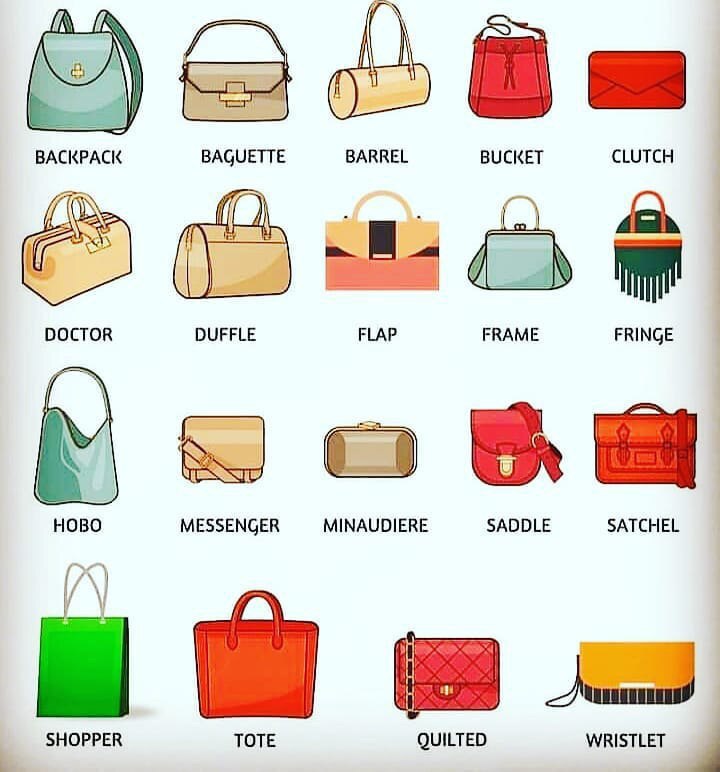 BACKPACK BAGUETTE BARREL BUCKET CLUTCH
DOCTOR DUFFLE FLAP FRAME FRINGE
HOBO MESSENGER MINAUDIERE SADDLE SATCHEL
SHOPPER TOTE QUILTED WRISTLET